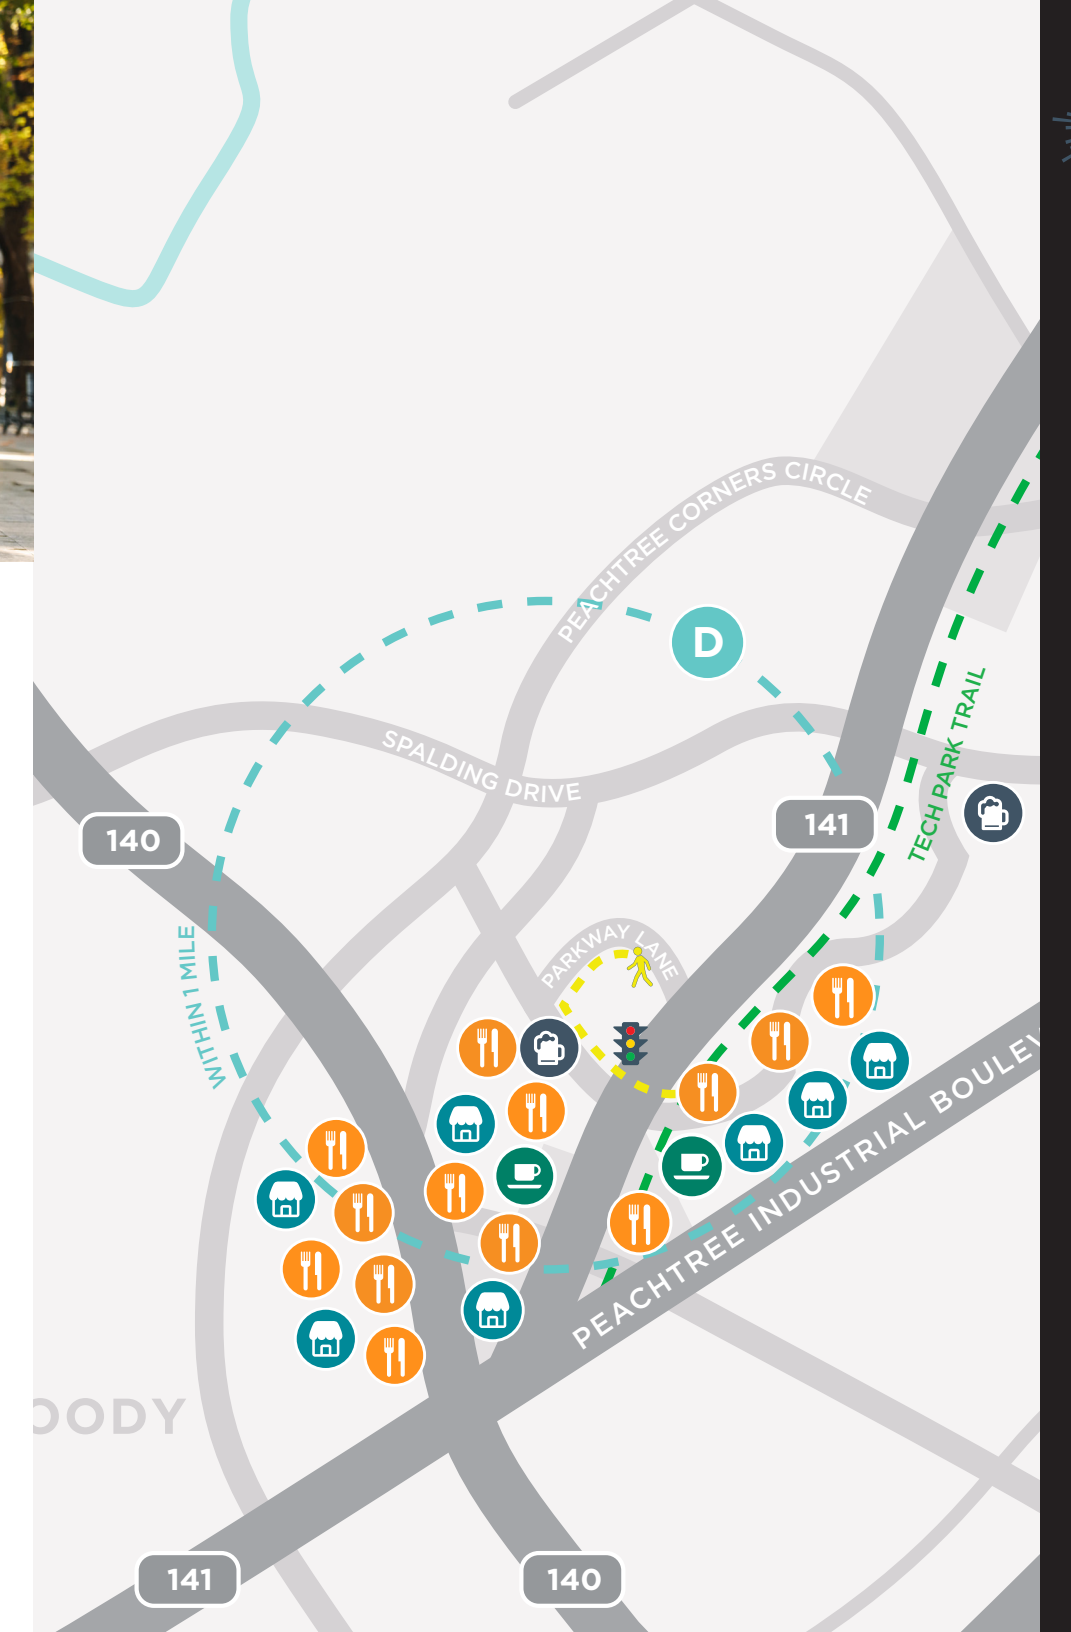 PEACHTREE CORNERS CIRCLE
D
TECH PARK TRAIL
SPALDING DRIVE
141
140
PARKWAY LANE
WITHIN 1 MILE
PEACHTREE INDUSTRIAL
OODY
141
140